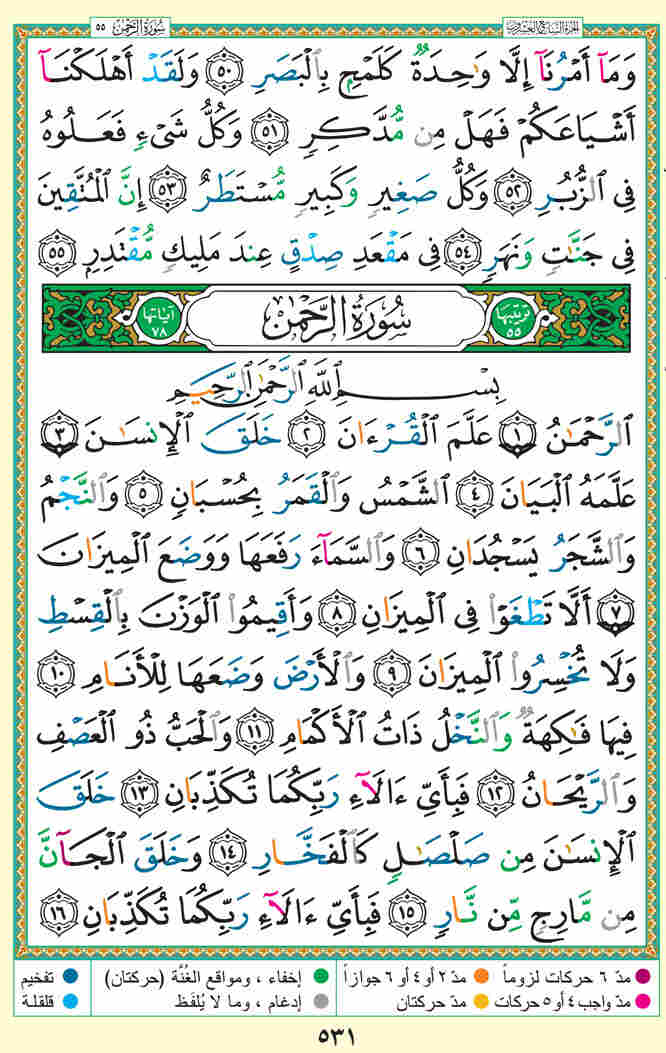 الجزء السابع والعشرون
سُورَةُ الرَّحْمٰن ٥٥
وَمَآ أَمْرُنَآ إِلَّا وَٰحِدَةٌ كَلَمْحٍۭ بِٱلْبَصَرِ ٥٠ وَلَقَدْ أَهْلَكْنَآ
أَشْيَاعَكُمْ فَهَلْ مِن مُّدَّكِرٍ ٥١ وَكُلُّ شَىْءٍ فَعَلُوهُ
فِى ٱلزُّبُرِ ٥٢ وَكُلُّ صَغِيرٍ وَكَبِيرٍ مُّسْتَطَرٌ ٥٣ إِنَّ ٱلْمُتَّقِينَ
فِى جَنَّٰتٍ وَنَهَرٍ ٥٤ فِى مَقْعَدِ صِدْقٍ عِندَ مَلِيكٍ مُّقْتَدِرٍۭ ٥٥
ترتيبها ٥٥ سُورَةُ الرَّحْمٰن آياتها ٧٨
بِسْمِ ٱللَّهِ ٱلرَّحْمَٰنِ ٱلرَّحِيمِ
ٱلرَّحْمَٰنُ ١ عَلَّمَ ٱلْقُرْءَانَ ٢ خَلَقَ ٱلْإِنسَٰنَ ٣
عَلَّمَهُ ٱلْبَيَانَ ٤ ٱلشَّمْسُ وَٱلْقَمَرُ بِحُسْبَانٍ ٥ وَٱلنَّجْمُ
وَٱلشَّجَرُ يَسْجُدَانِ ٦ وَٱلسَّمَآءَ رَفَعَهَا وَوَضَعَ ٱلْمِيزَانَ
٧ أَلَّا تَطْغَوْا۟ فِى ٱلْمِيزَانِ ٨ وَأَقِيمُوا۟ ٱلْوَزْنَ بِٱلْقِسْطِ
وَلَا تُخْسِرُوا۟ ٱلْمِيزَانَ ٩ وَٱلْأَرْضَ وَضَعَهَا لِلْأَنَامِ ١٠
فِيهَا فَٰكِهَةٌ وَٱلنَّخْلُ ذَاتُ ٱلْأَكْمَامِ ١١ وَٱلْحَبُّ ذُو ٱلْعَصْفِ
وَٱلرَّيْحَانُ ١٢ فَبِأَىِّ ءَالَآءِ رَبِّكُمَا تُكَذِّبَانِ ١٣ خَلَقَ
ٱلْإِنسَٰنَ مِن صَلْصَٰلٍ كَٱلْفَخَّارِ ١٤ وَخَلَقَ ٱلْجَآنَّ
مِن مَّارِجٍ مِّن نَّارٍ ١٥ فَبِأَىِّ ءَالَآءِ رَبِّكُمَا تُكَذِّبَانِ ١٦
مدّ ٦ حركات لزوماً مدّ ٢ أو ٤ أو ٦ جوازاً إخفاء ، ومواقع الغُنَّة (حركتان) تفخيم
مدّ واجب ٤ أو ٥ حركات مدّ حركتان إدغام ، وما لا يُلفَظ قلقلة
٥٣١